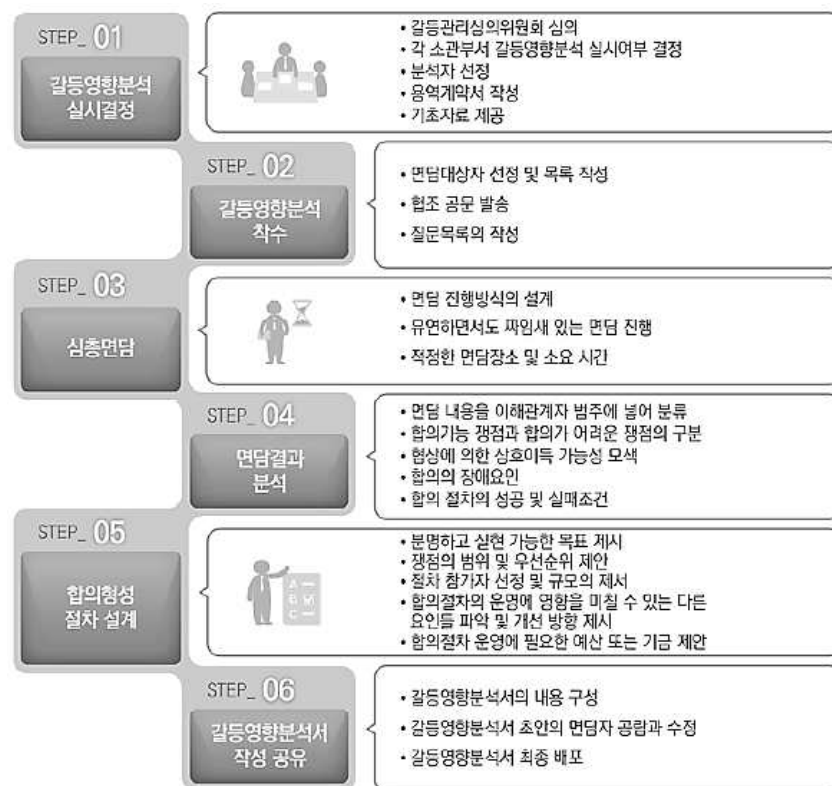 STEP_ 01
갈등영향분석
실시결정
• 갈등관리심의위원회 심의
• 각 소관부서 갈등영향분석 실시여부 결정
• 분석자 선정
• 용역계약서 작성
• 기초자료 제공
STEP_ 02
갈등영향분석
착수
• 면담대상자 선정 및 목록 작성
• 협조 공문 발송
• 질문목록의 작성
STEP_ 03
심층면담
• 면담 진행방식의 설계
• 유연하면서도 짜임새 있는 면담 진행
• 적정한 면담장소 및 소요 시간
STEP_ 04
면담결과
분석
• 면담 내용을 이해관계자 범주에 넣어 분류
• 합의기능 쟁점과 합의가 어려운 쟁점의 구분
• 협상에 의한 상호이득 가능성 모색
• 합의의 장애요인
• 합의 절차의 성공 및 실패조건
STEP_ 05
합의형성
절차 설계
A
B
C
• 분명하고 실현 가능한 목표 제시
• 쟁점의 범위 및 우선순위 제안
• 절차 참가자 선정 및 규모의 제서
• 합의절차의 운영에 영향을 미칠 수 있는 다른
요인들 파악 및 개선 방향 제시
• 합의절차 운영에 필요한 예산 또는 기금 제안
STEP_ 06
갈등영향분석서
작성 공유
• 갈등영향분석서의 내용 구성
• 갈등영향분석서 초안의 면담자 공람과 수정
• 갈등영향분석서 최종 배포